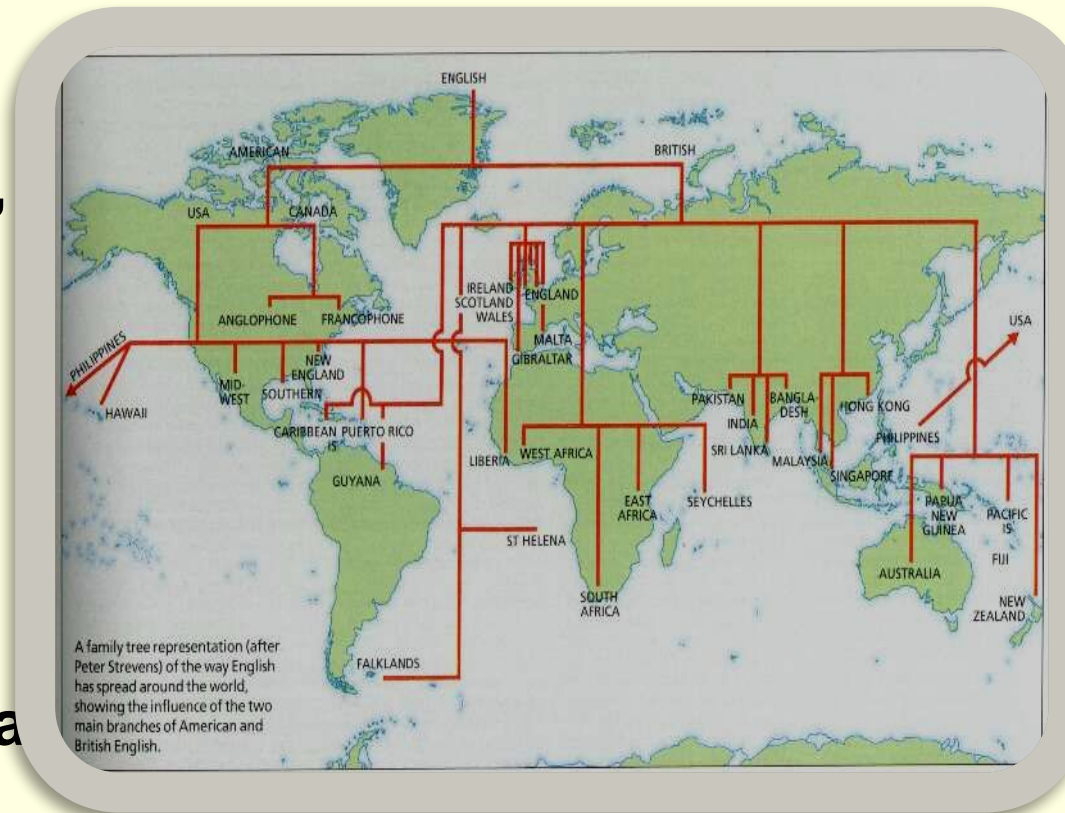 ENGLISH
AMERICAN
BRITISH
USA
CANADA
IRELAND
SCOTLAND
WALES
ENGLAND
ANGLOPHONE
FRANCOPHONE
MALTA
GIBRALTAR
USA
PHILIPPINES
HAWAII
MID-
WEST
SOUTHERN
NEW
ENGLAND
CARIBBEAN
IS
PUERTO RICO
GUYANA
LIBERIA
WEST AFRICA
EAST
AFRICA
SEYCHELLES
PAKISTAN
INDIA
SRI LANKA
BANGLA
DESH
MALAYSIA
SINGAPORE
HONG KONG
PHILIPPINES
PAPUA
NEW
GUINEA
PACIFIC
IS
FIJI
ST HELENA
SOUTH
AFRICA
AUSTRALIA
NEW
ZEALAND
FALKLANDS
A family tree representation (after
Peter Strevens) of the way English
has spread around the world,
showing the influence of the two
main branches of American and
British English.
,
a